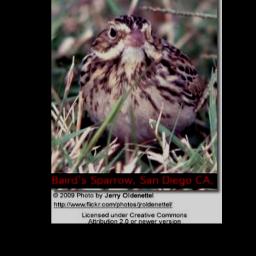 Baird's Sparrow, San Diego CA.
© 2009 Photo by Jerry Oldenettel
http://www.flickr.com/photos/jroldenettel/
Licensed under Creative Commons
Attribution 2.0 or newer version